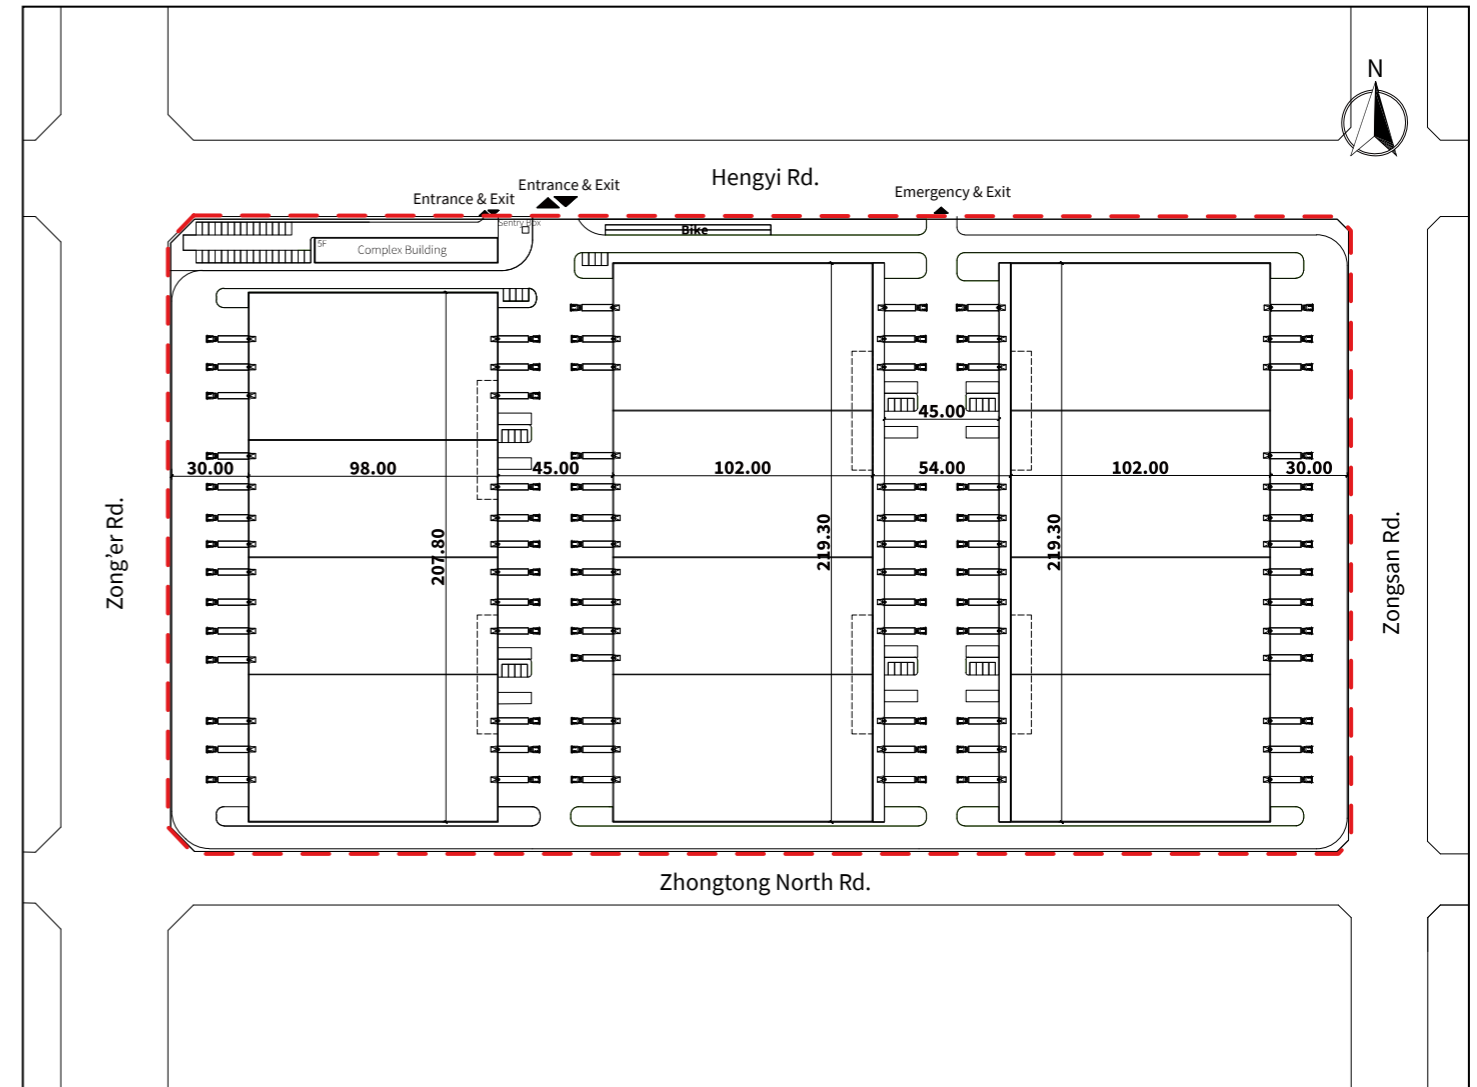 N
Hengyi Rd.
Entrance & Exit
Entrance & Exit
Emergency & Exit
Sentry Box
Bike
5F
Complex Building
45.00
30.00
98.00
45.00
102.00
54.00
102.00
30.00
207.80
219.30
219.30
Zong'er Rd.
Zongsan Rd.
Zhongtong North Rd.